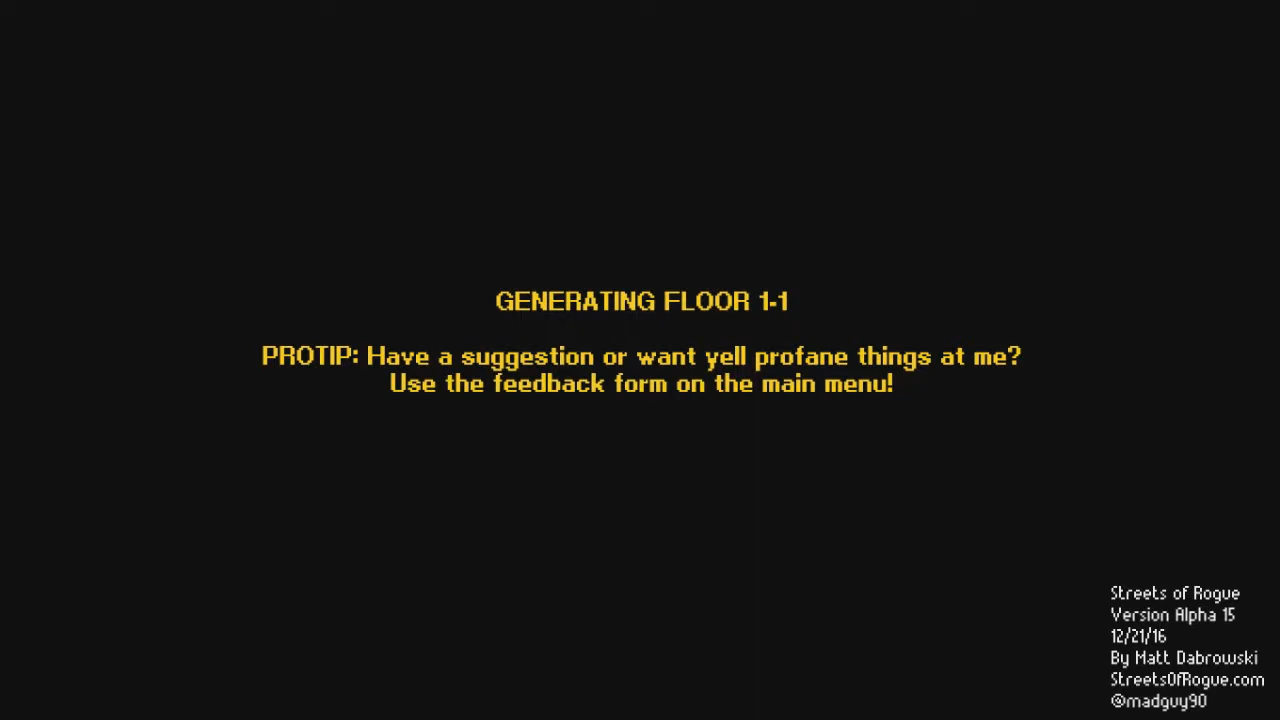 GENERATING FLOOR 1-1
PROTIP: Have a suggestion or want yell profane things at me?
Use the feedback form on the main menu!
Streets of Rogue
Version Alpha 15
12/21/16
By Matt Dabrowski
StreetsOfRogue.com
@madguy90